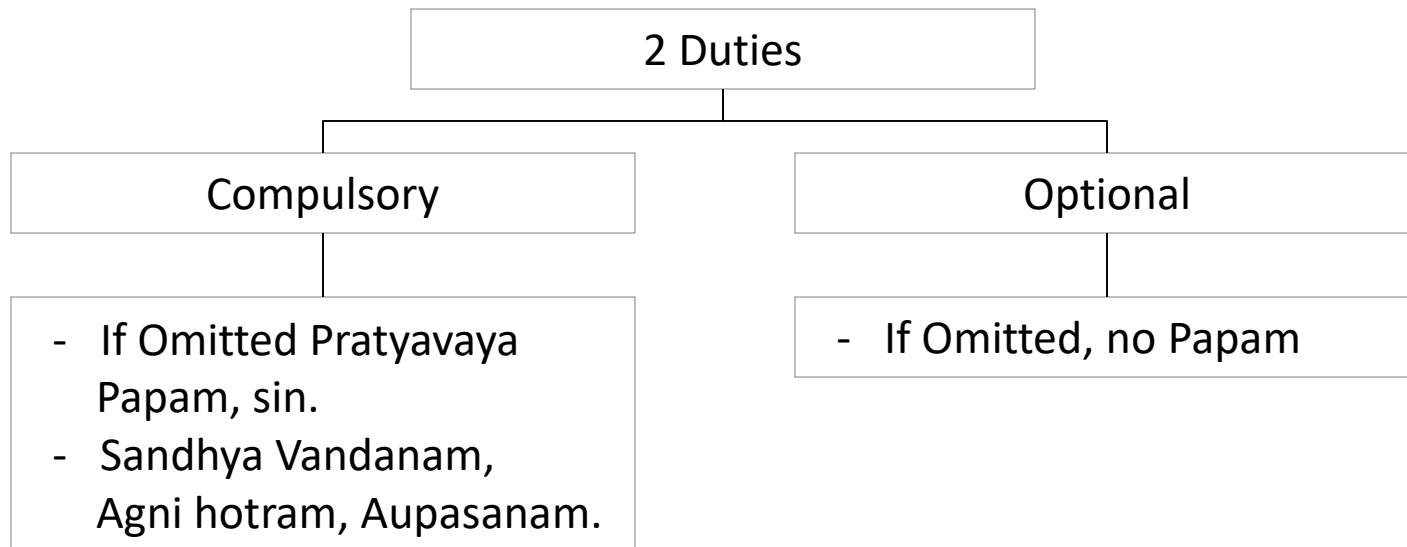 2 Duties
Compulsory
Optional
- If Omitted Pratyavaya
Papam, sin.
- Sandhya Vandanam,
Agni hotram, Aupasanam.
- If Omitted, no Papam